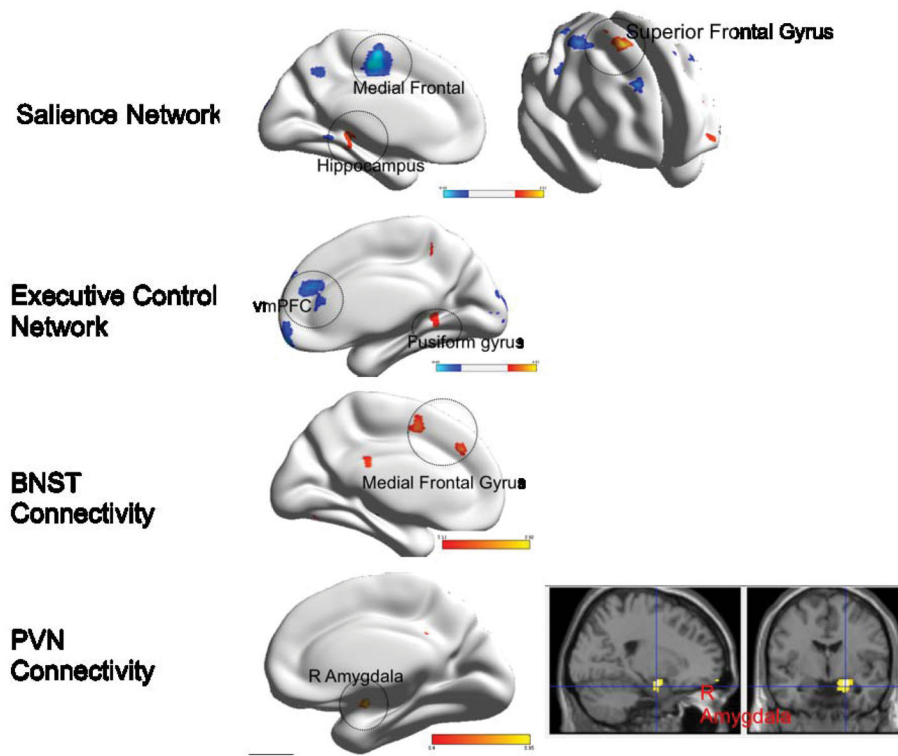 Superior Frontal Gyrus
Medial Frontal
Salience Network
Hippocampus
Executive Control
Network
vmPFC
Pusiform gyrus
BNST
Connectivity
Medial Frontal Gyrus
PVN
Connectivity
R Amygdala
R
Amygdala